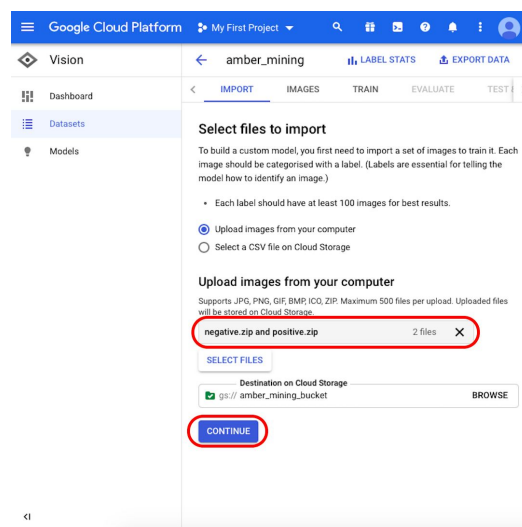 Google Cloud Platform
My First Project
Vision
amber_mining
LABEL STATS
EXPORT DATA
Dashboard
Datasets
Models
IMPORT
IMAGES
TRAIN
EVALUATE
TEST &
Select files to import
To build a custom model, you first need to import a set of images to train it. Each
image should be categorised with a label. (Labels are essential for telling the
model how to identify an image.)
• Each label should have at least 100 images for best results.
Upload images from your computer
Select a CSV file on Cloud Storage
Upload images from your computer
Supports JPG, PNG, GIF, BMP, ICO, ZIP. Maximum 500 files per upload. Uploaded files
will be stored on Cloud Storage.
negative.zip and positive.zip
2 files
SELECT FILES
Destination on Cloud Storage
gs:// amber_mining_bucket
BROWSE
CONTINUE